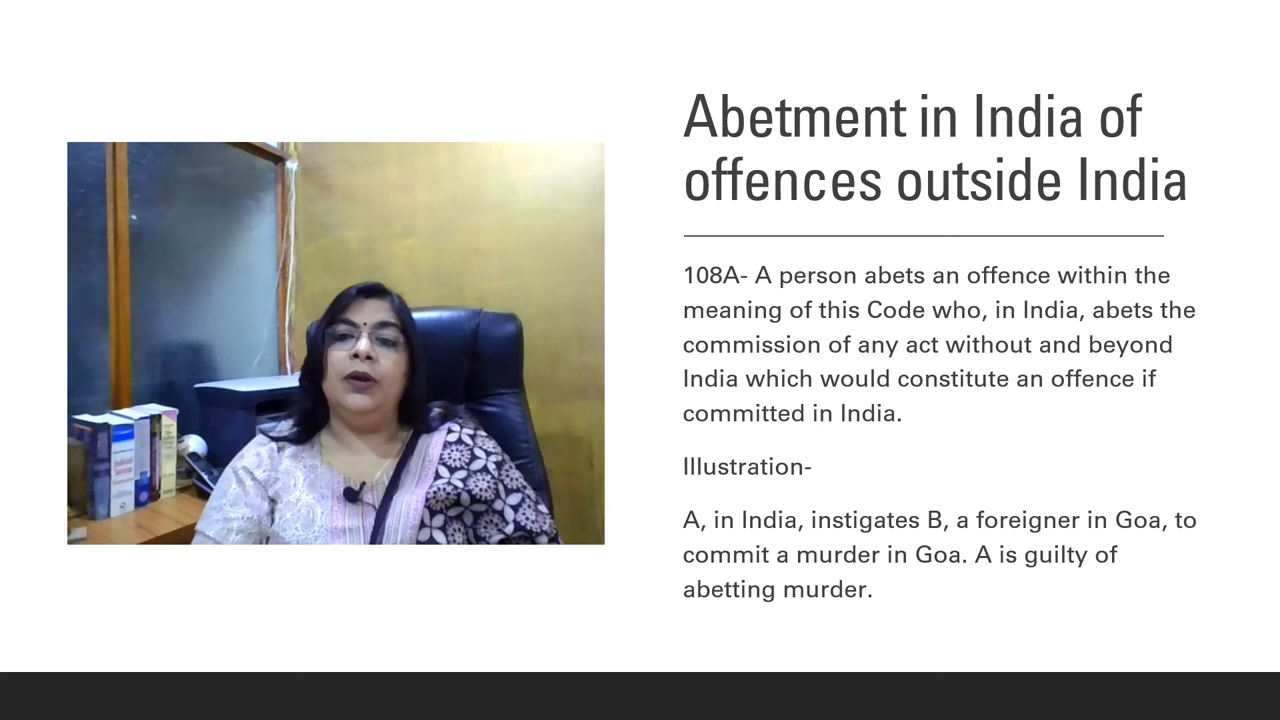 Abetment in India of
offences outside India
108A- A person abets an offence within the
meaning of this Code who, in India, abets the
commission of any act without and beyond
India which would constitute an offence if
committed in India.
Illustration-
A, in India, instigates B, a foreigner in Goa, to
commit a murder in Goa. A is guilty of
abetting murder.